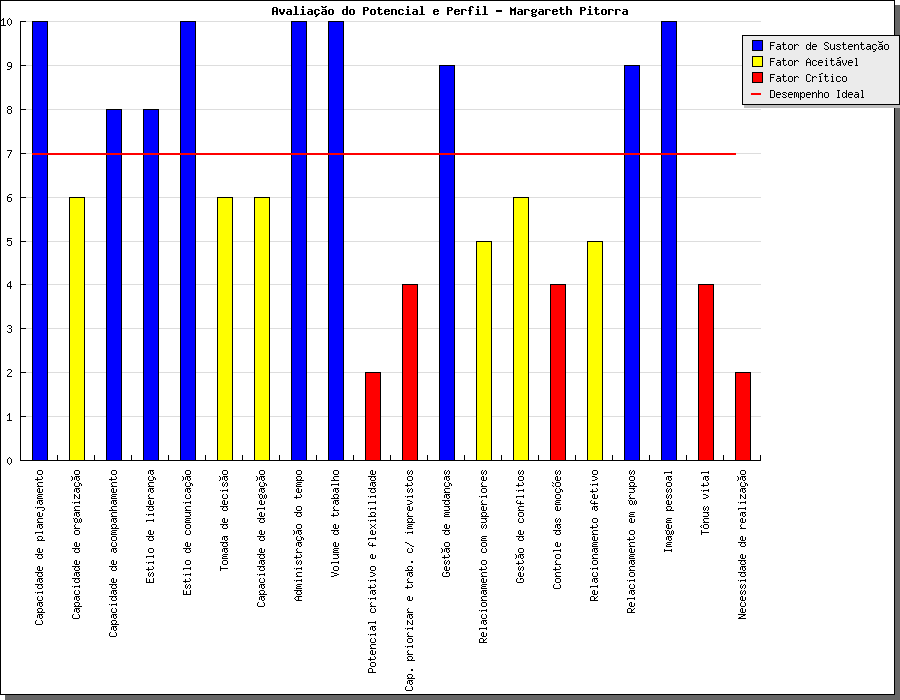 Avaliação do Potencial e Perfil - Margareth Pitorra
Fator de Sustentação
Fator Aceitável
Fator Crítico
Desempenho Ideal
10
9
8
7
6
5
4
3
2
1
0
Capacidade de planejamento
Capacidade de organização
Capacidade de acompanhamento
Estilo de liderança
Estilo de comunicação
Tomada de decisão
Capacidade de delegação
Administração do tempo
Volume de trabalho
Potencial criativo e flexibilidade
Cap. priorizar e trab. c/ imprevistos
Gestão de mudanças
Relacionamento com superiores
Gestão de conflitos
Controle das emoções
Relacionamento afetivo
Relacionamento em grupos
Imagem pessoal
Tônus vital
Necessidade de realização